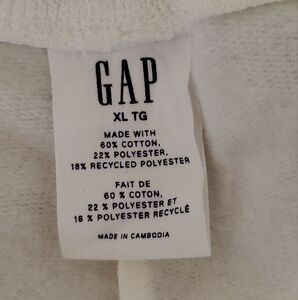 GAP
XL TG
MADE WITH
60% COTTON,
22% POLYESTER,
18% RECYCLED POLYESTER
FAIT DE
60 % COTON,
22 % POLYESTER ET
18 % POLYESTER RECYCLÉ
MADE IN CAMBODIA